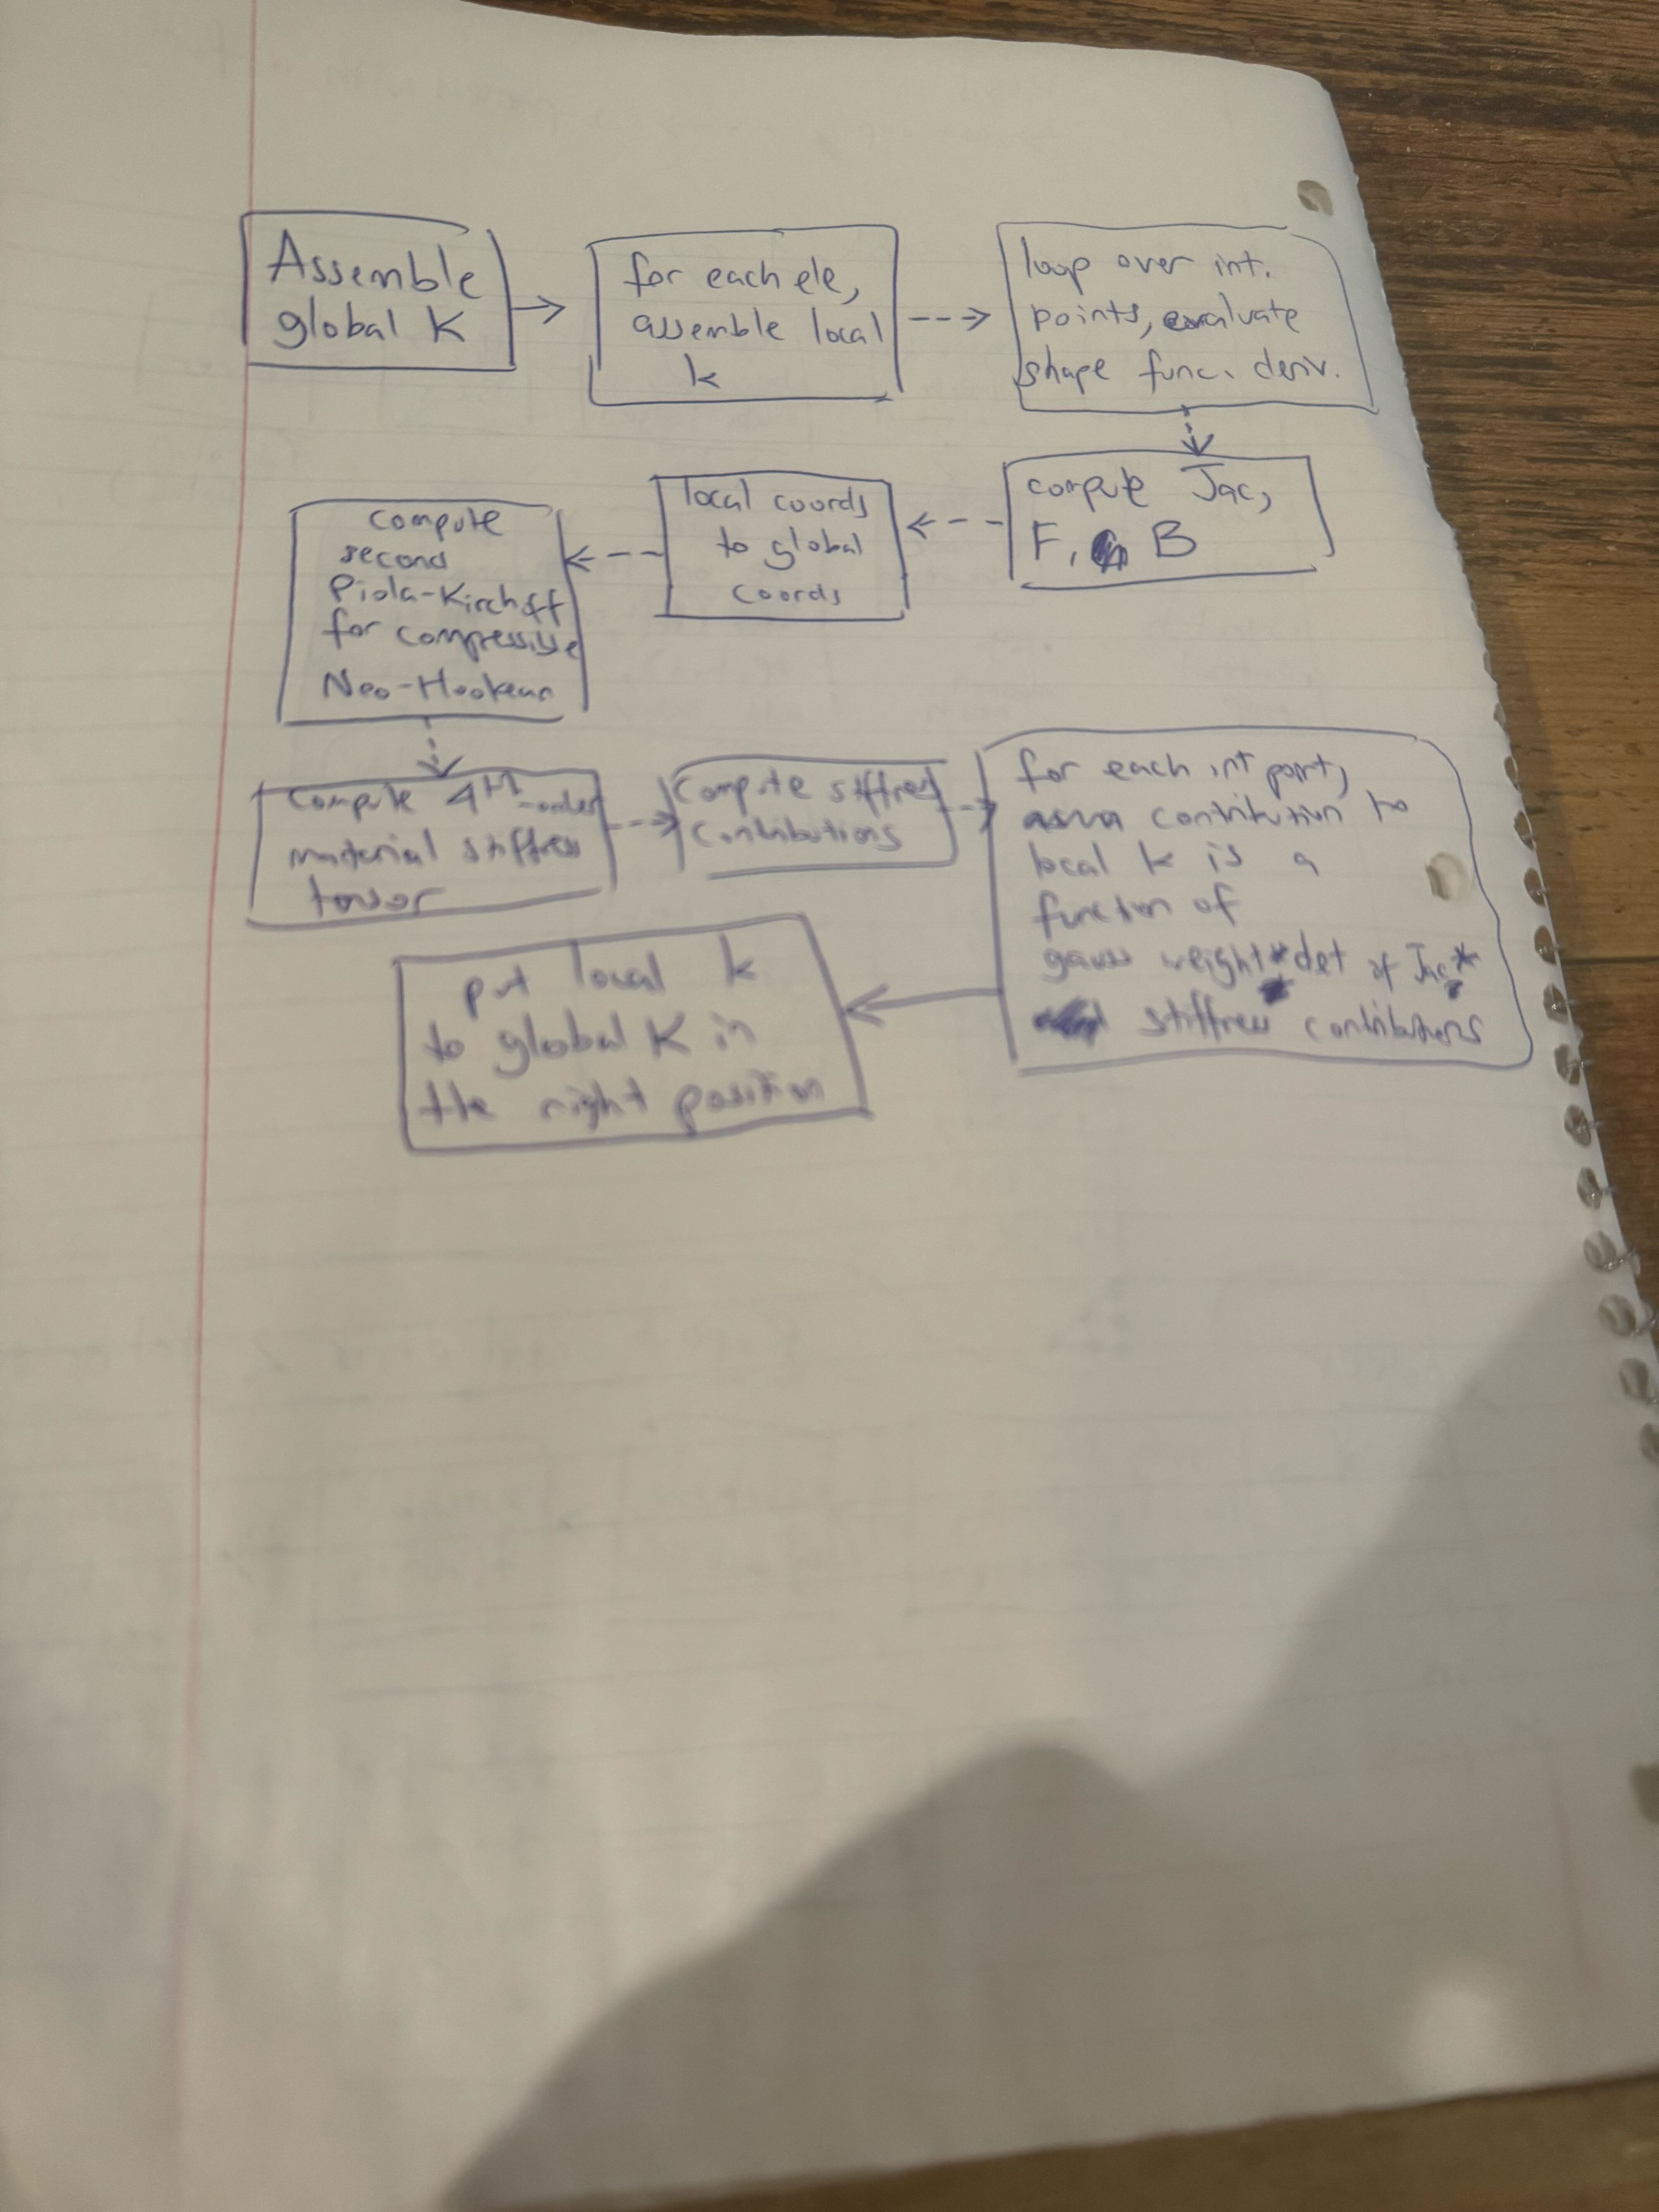 Assemble
global K
for each ele,
assemble local
k
loop over int.
points, evaluate
shape func. deriv.
compute Jac,
F, B
local coords
to global
coords
compute
second
Piola-Kirchoff
for compressible
Neo-Hookean
compute 4th-order
material stiffness
tensor
compute stiffness
contributions
for each int point,
contribution to
local k is a
function of
gauss weight * det of Jac *
stiffness contributions
put local k
to global K in
the right position